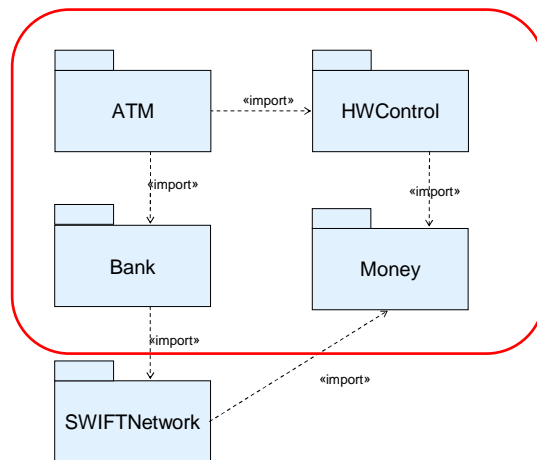 ATM
«import»
HWControl
«import»
«import»
Bank
Money
«import»
«import»
SWIFTNetwork